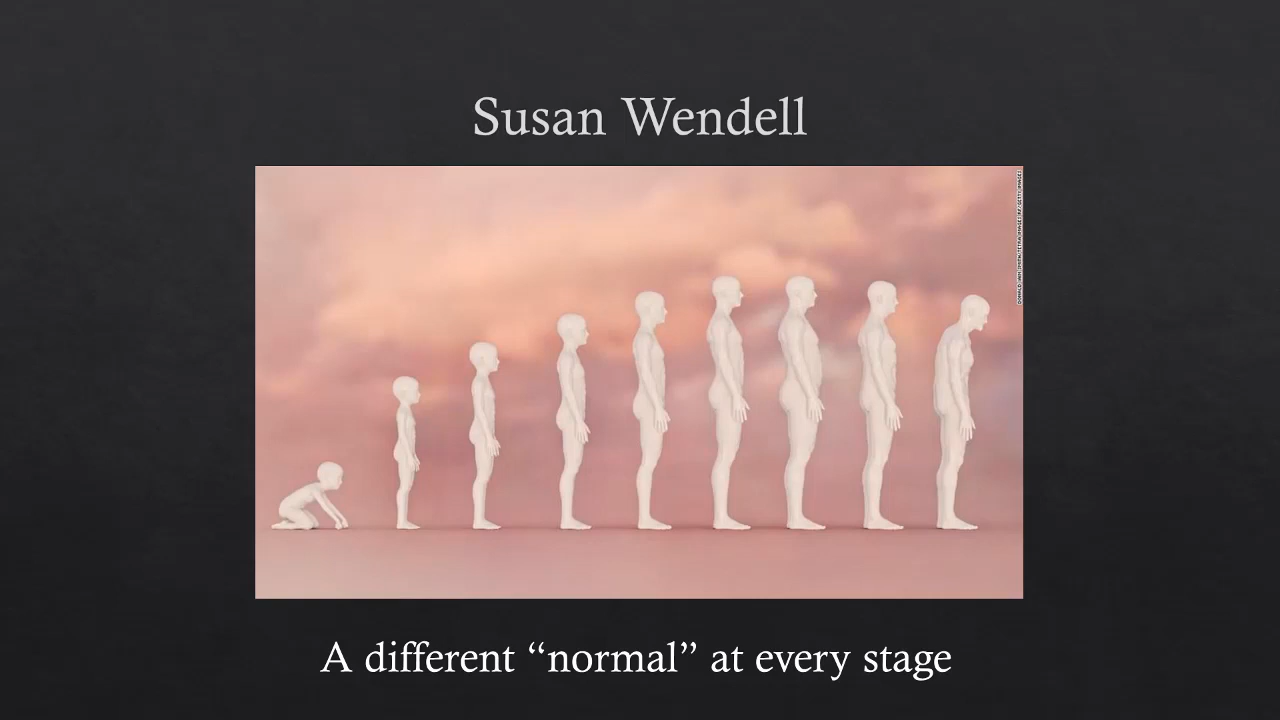 Susan Wendell
A different “normal” at every stage